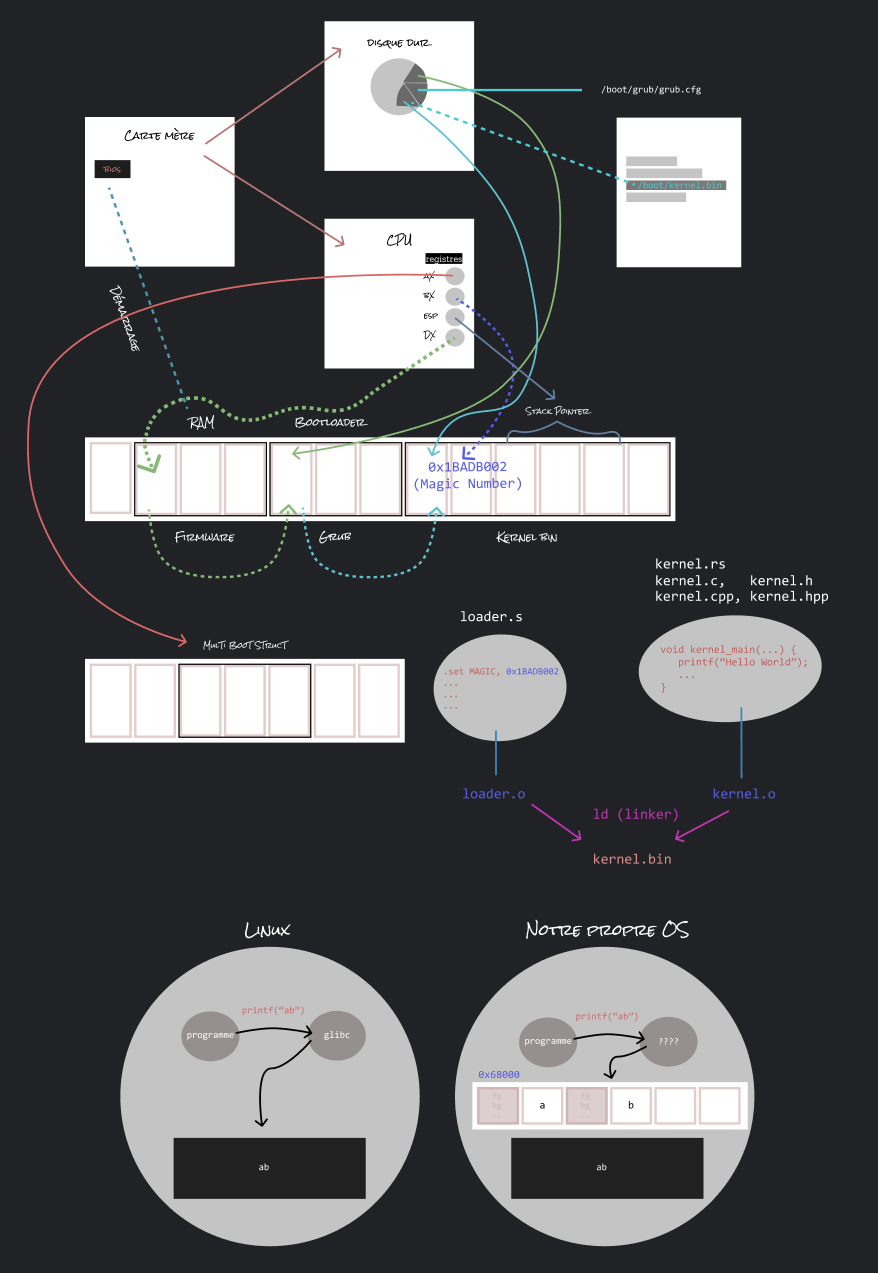 DISQUE DUR
/boot/grub/grub.cfg
CARTE MÈRE
BIOS
*/boot/kernel.bin
CPU
registres
AX
BX
ESP
DX
DÉMARRAGE
STACK POINTER
RAM
BOOTLOADER
0x1BADB002
(Magic Number)
FIRMWARE
GRUB
KERNEL BIN
kernel.rs
kernel.c, kernel.h
kernel.cpp, kernel.hpp
loader.s
MULTI BOOT STRUCT
void kernel_main(...) {
printf(“Hello World”);
...
}
.set MAGIC, 0x1BADB002
...
...
...
loader.o
kernel.o
ld (linker)
kernel.bin
LINUX
NOTRE PROPRE OS
printf(“ab”)
programme
glibc
ab
printf(“ab”)
programme
????
0x68000
fg
bg
..
a
fg
bg
..
b
ab